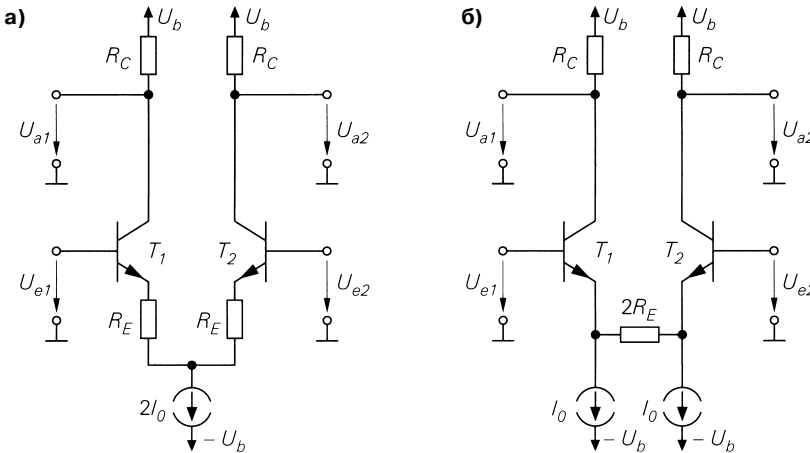 а) U_b U_b
R_C R_C
U_a1 U_a2
T_1 T_2
U_e1 U_e2
R_E R_E
2I_0
– U_b
б) U_b U_b
R_C R_C
U_a1 U_a2
T_1 T_2
U_e1 U_e2
2R_E
I_0 I_0
– U_b – U_b